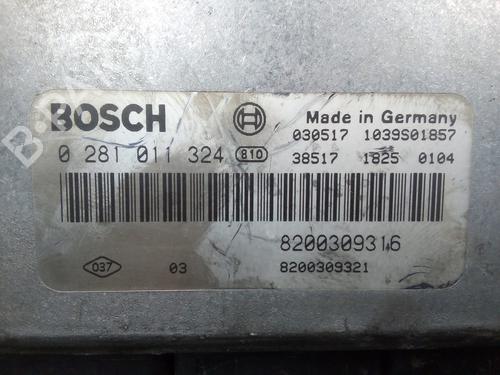 BOSCH
Made in Germany
030517 1039S01857
0 281 011 324 810
38517 1825 0104
8200309316
037 03 8200309321